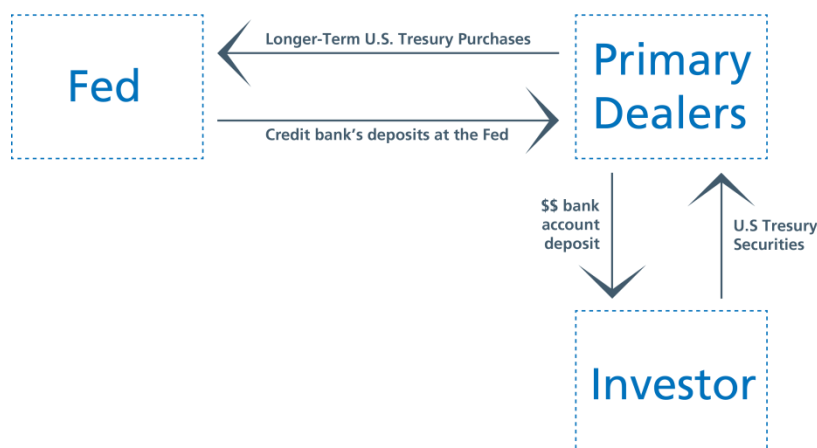 Longer-Term U.S. Tresury Purchases
Fed
Primary
Dealers
Credit bank’s deposits at the Fed
$$ bank
account
deposit
U.S Tresury
Securities
Investor